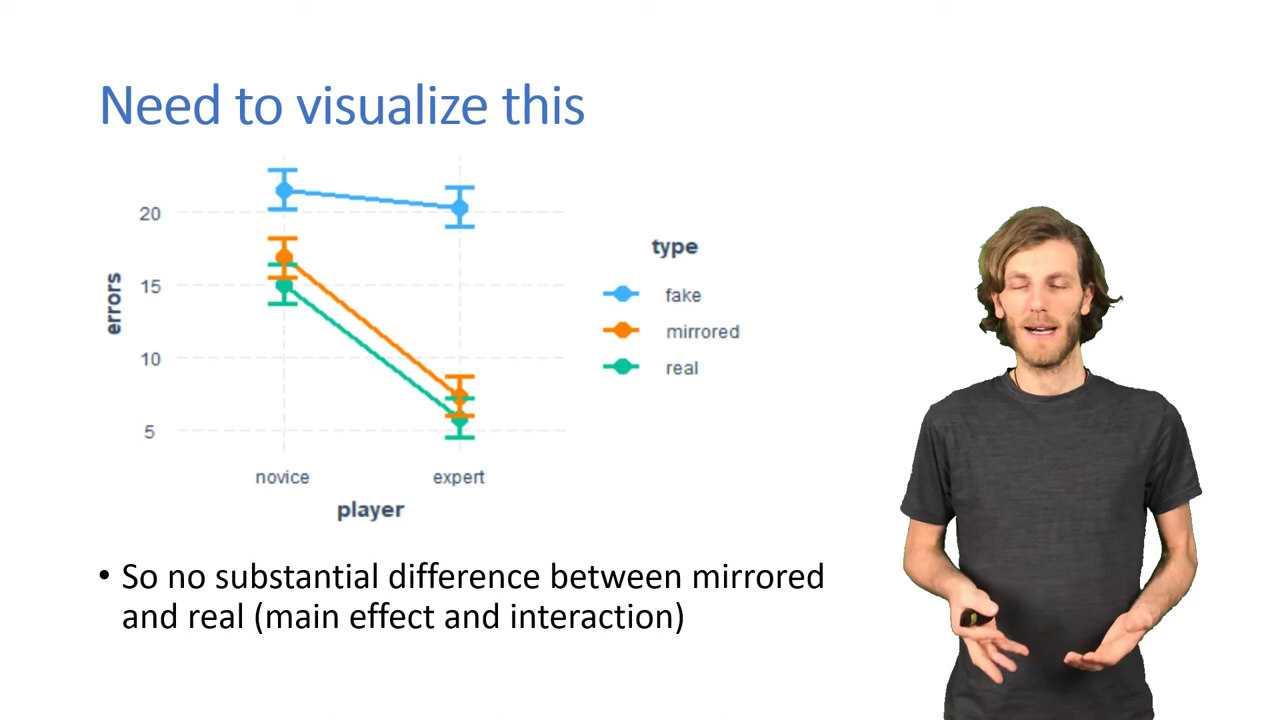 Need to visualize this
20
15
10
5
errors
novice expert
player
type
fake
mirrored
real
• So no substantial difference between mirrored
and real (main effect and interaction)